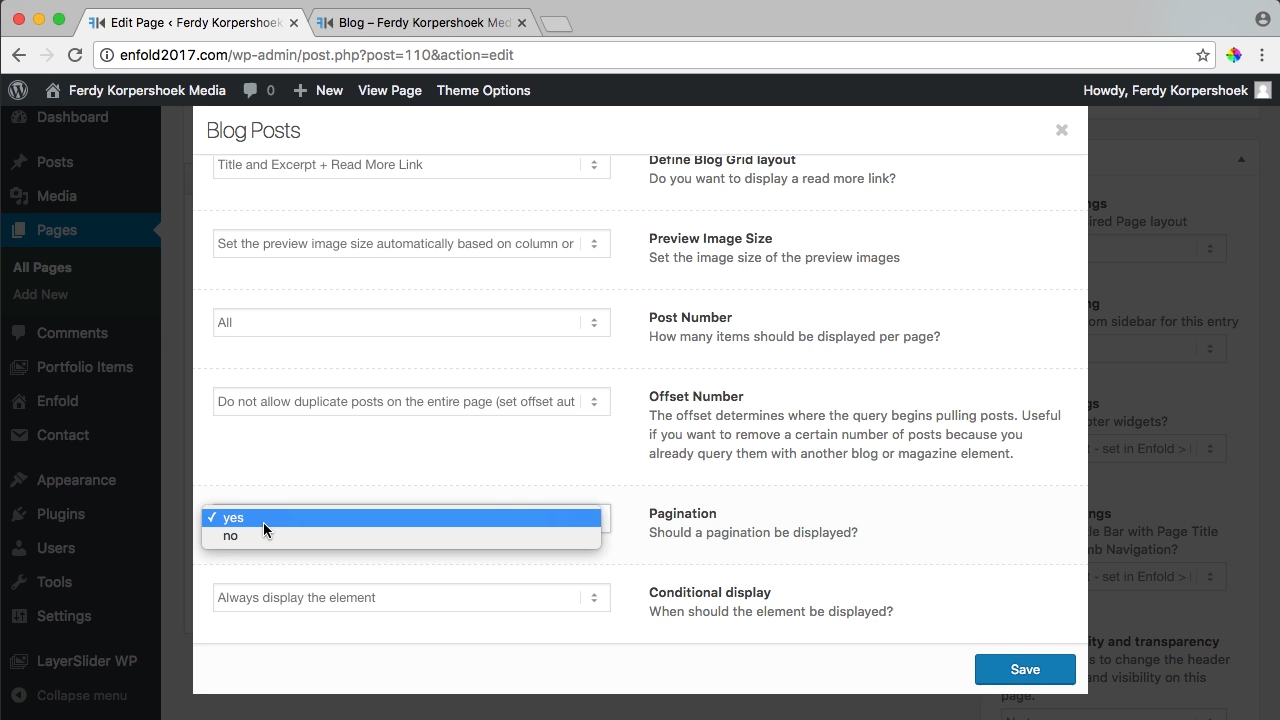 Edit Page ‹ Ferdy Korpershoek
Blog – Ferdy Korpershoek Med
enfold2017.com/wp-admin/post.php?post=110&action=edit
Ferdy Korpershoek Media
0
New
View Page
Theme Options
Howdy, Ferdy Korpershoek
Dashboard
Posts
Media
Pages
All Pages
Add New
Comments
Portfolio Items
Enfold
Contact
Appearance
Plugins
Users
Tools
Settings
LayerSlider WP
Collapse menu
Blog Posts
Title and Excerpt + Read More Link
Define Blog Grid layout
Do you want to display a read more link?
Set the preview image size automatically based on column or
Preview Image Size
Set the image size of the preview images
All
Post Number
How many items should be displayed per page?
Do not allow duplicate posts on the entire page (set offset aut
Offset Number
The offset determines where the query begins pulling posts. Useful
if you want to remove a certain number of posts because you
already query them with another blog or magazine element.
✓ yes
no
Pagination
Should a pagination be displayed?
Always display the element
Conditional display
When should the element be displayed?
Save
ngs
ired Page layout
ng
om sidebar for this entry
gs
oter widgets?
t - set in Enfold >
ngs
le Bar with Page Title
mb Navigation?
t - set in Enfold >
ity and transparency
s to change the header
and visibility on this
page.